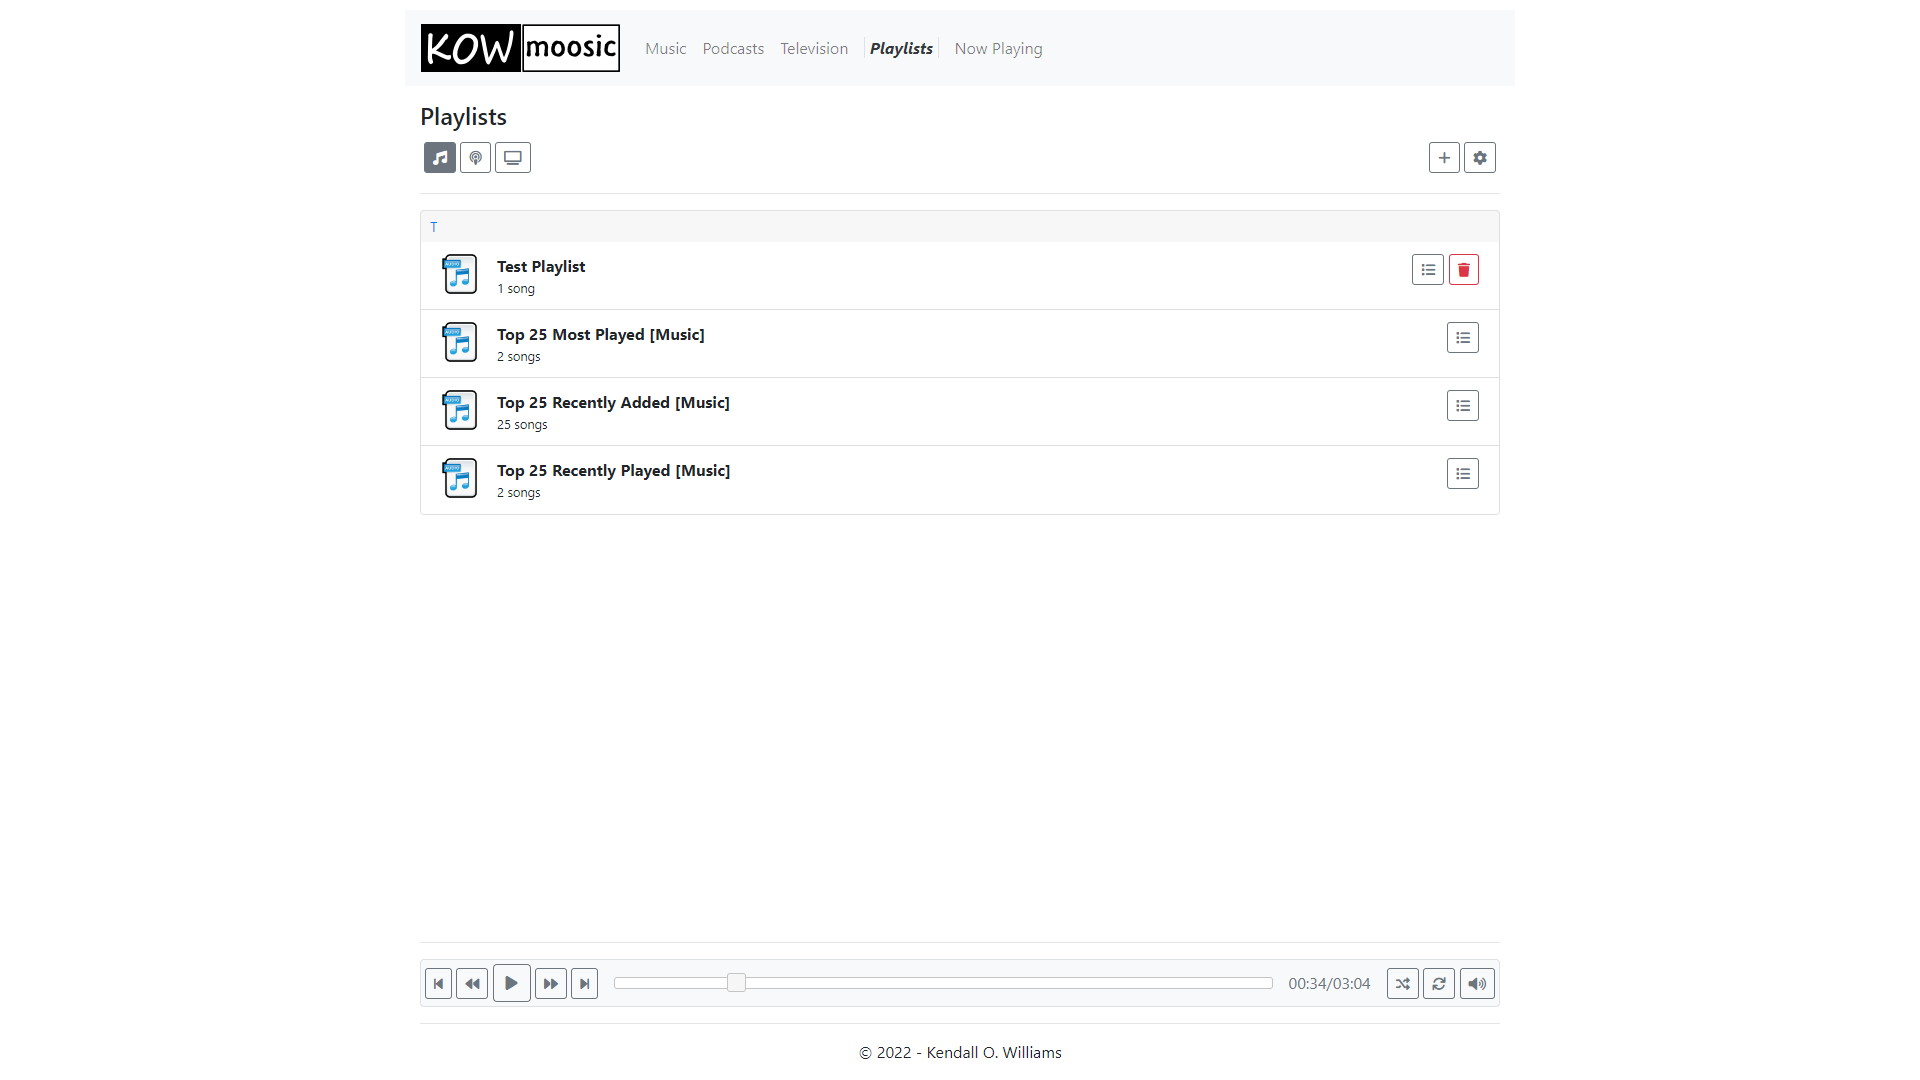 KOW moosic
Music Podcasts Television Playlists Now Playing
Playlists
T
Test Playlist
1 song
Top 25 Most Played [Music]
2 songs
Top 25 Recently Added [Music]
25 songs
Top 25 Recently Played [Music]
2 songs
00:34/03:04
© 2022 - Kendall O. Williams